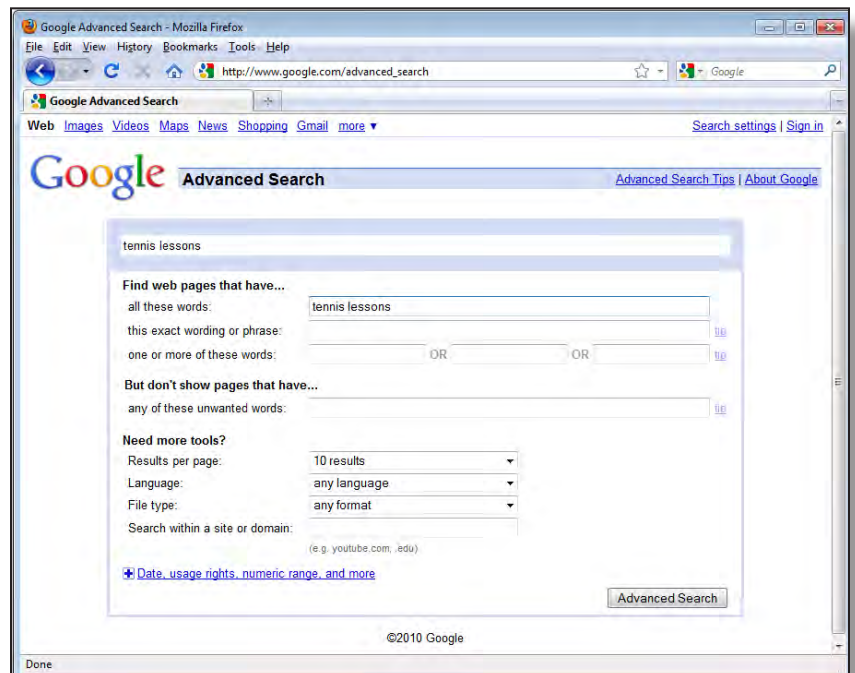 Google Advanced Search - Mozilla Firefox
File Edit View History Bookmarks Tools Help
http://www.google.com/advanced_search Google
Google Advanced Search
Web Images Videos Maps News Shopping Gmail more ▼ Search settings | Sign in
Google Advanced Search Advanced Search Tips | About Google
tennis lessons
Find web pages that have...
all these words: tennis lessons
this exact wording or phrase: tip
one or more of these words: OR OR tip
But don't show pages that have...
any of these unwanted words: tip
Need more tools?
Results per page: 10 results
Language: any language
File type: any format
Search within a site or domain:
(e.g. youtube.com, .edu)
Date, usage rights, numeric range, and more
Advanced Search
©2010 Google
Done